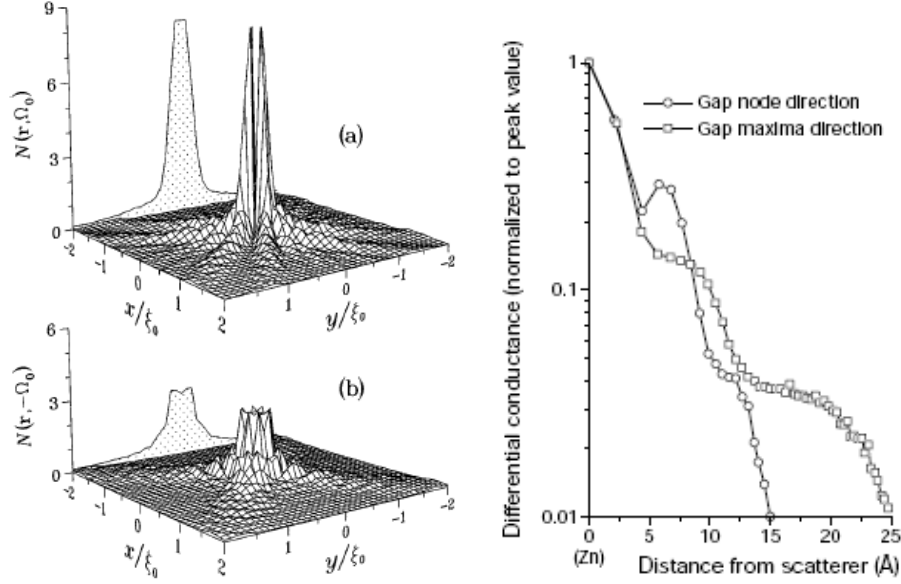 9
6
3
0
N(r,Ω₀)
(a)
-2
-1
0
1
2
x/ξ₀
2
1
0
-1
-2
y/ξ₀
6
3
0
N(r,-Ω₀)
(b)
-2
-1
0
1
2
x/ξ₀
2
1
0
-1
-2
y/ξ₀
Differential conductance (normalized to peak value)
1
0.1
0.01
Gap node direction
Gap maxima direction
0
5
10
15
20
25
(Zn)
Distance from scatterer (Å)